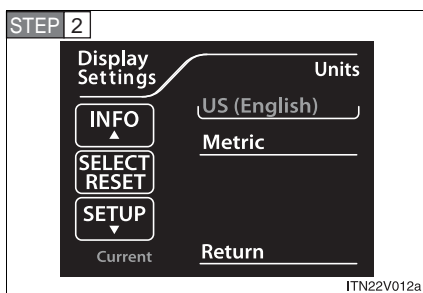 STEP 2
Display
Settings
Units
INFO
▲
SELECT
RESET
SETUP
▼
Current
US (English)
Metric
Return
ITN22V012a